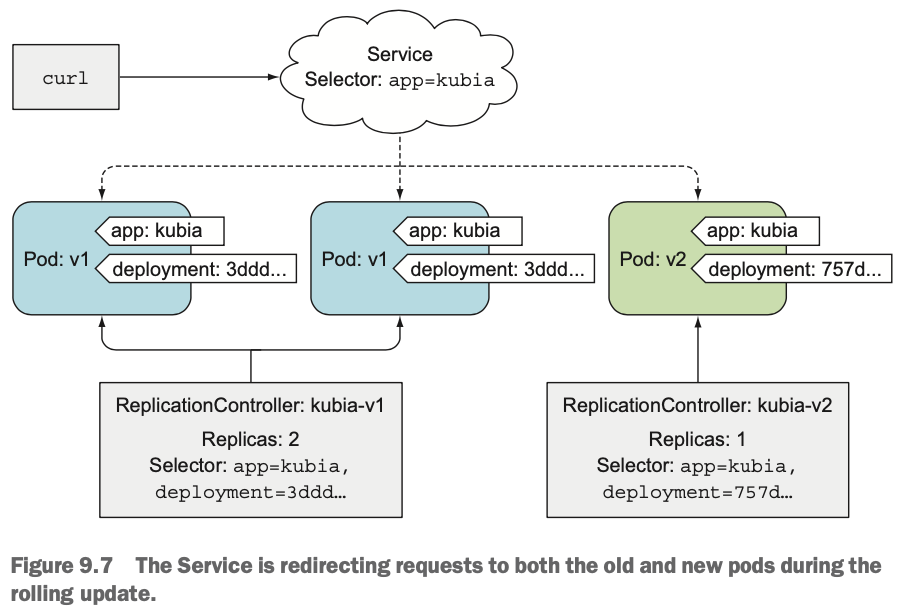 curl
Service
Selector: app=kubia
Pod: v1
app: kubia
deployment: 3ddd...
Pod: v1
app: kubia
deployment: 3ddd...
Pod: v2
app: kubia
deployment: 757d...
ReplicationController: kubia-v1
Replicas: 2
Selector: app=kubia,
deployment=3ddd…
ReplicationController: kubia-v2
Replicas: 1
Selector: app=kubia,
deployment=757d…
Figure 9.7 The Service is redirecting requests to both the old and new pods during the
rolling update.